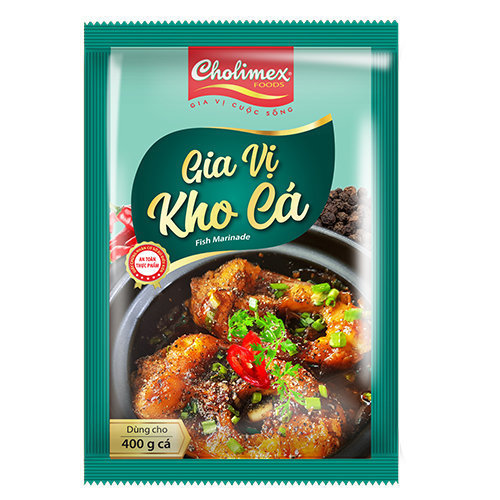 Cholimex®
FOODS
GIA VỊ CUỘC SỐNG
Gia Vị
Kho Cá
Fish Marinade
AN TOÀN
THỰC PHẨM
Dùng cho
400 g cá